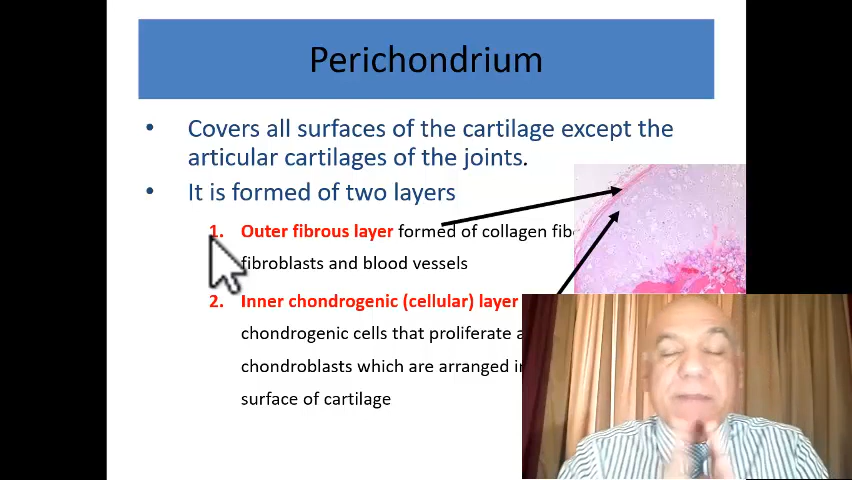 Perichondrium
• Covers all surfaces of the cartilage except the
articular cartilages of the joints.
• It is formed of two layers
1. Outer fibrous layer formed of collagen
fibroblasts and blood vessels
2. Inner chondrogenic (cellular) layer
chondrogenic cells that proliferate
chondroblasts which are arranged
surface of cartilage